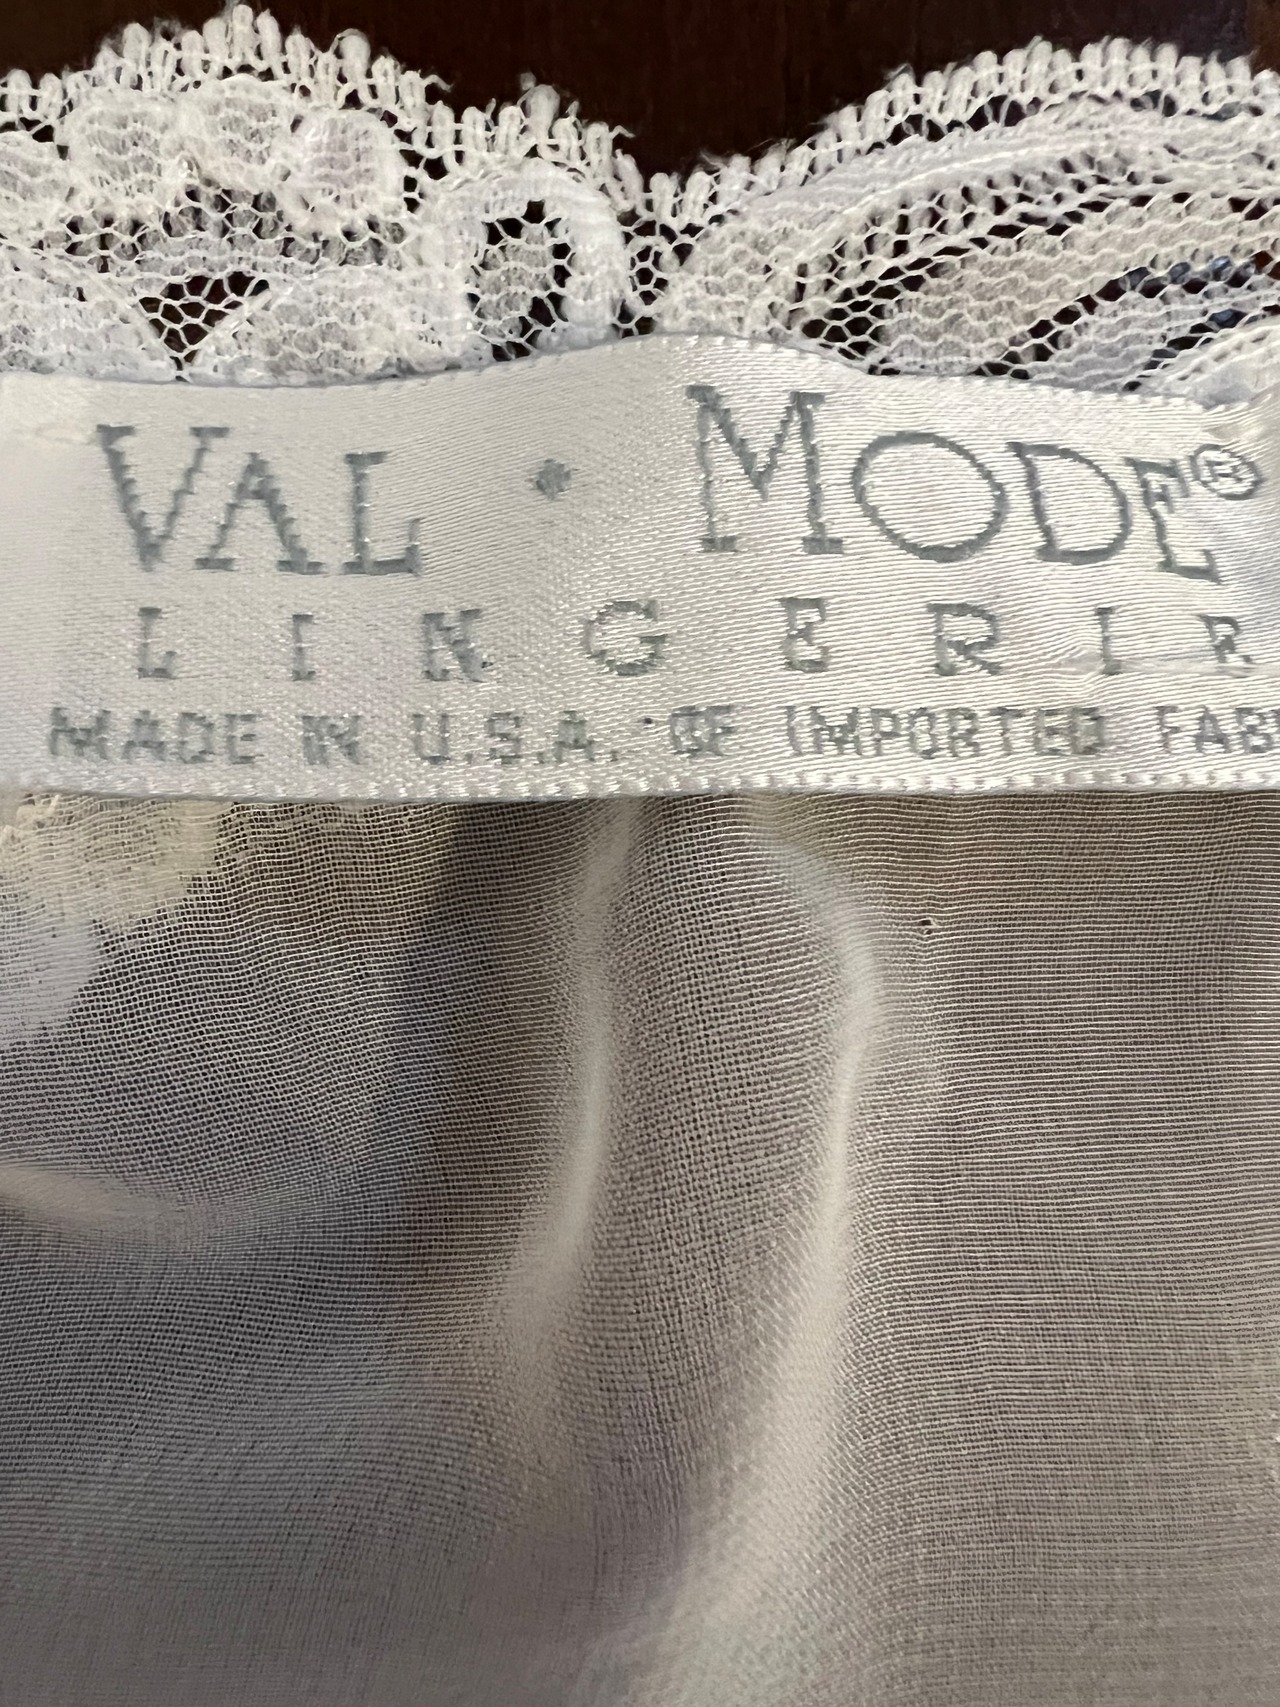 VAL • MODE®
LINGERIE
MADE IN U.S.A. OF IMPORTED FAB